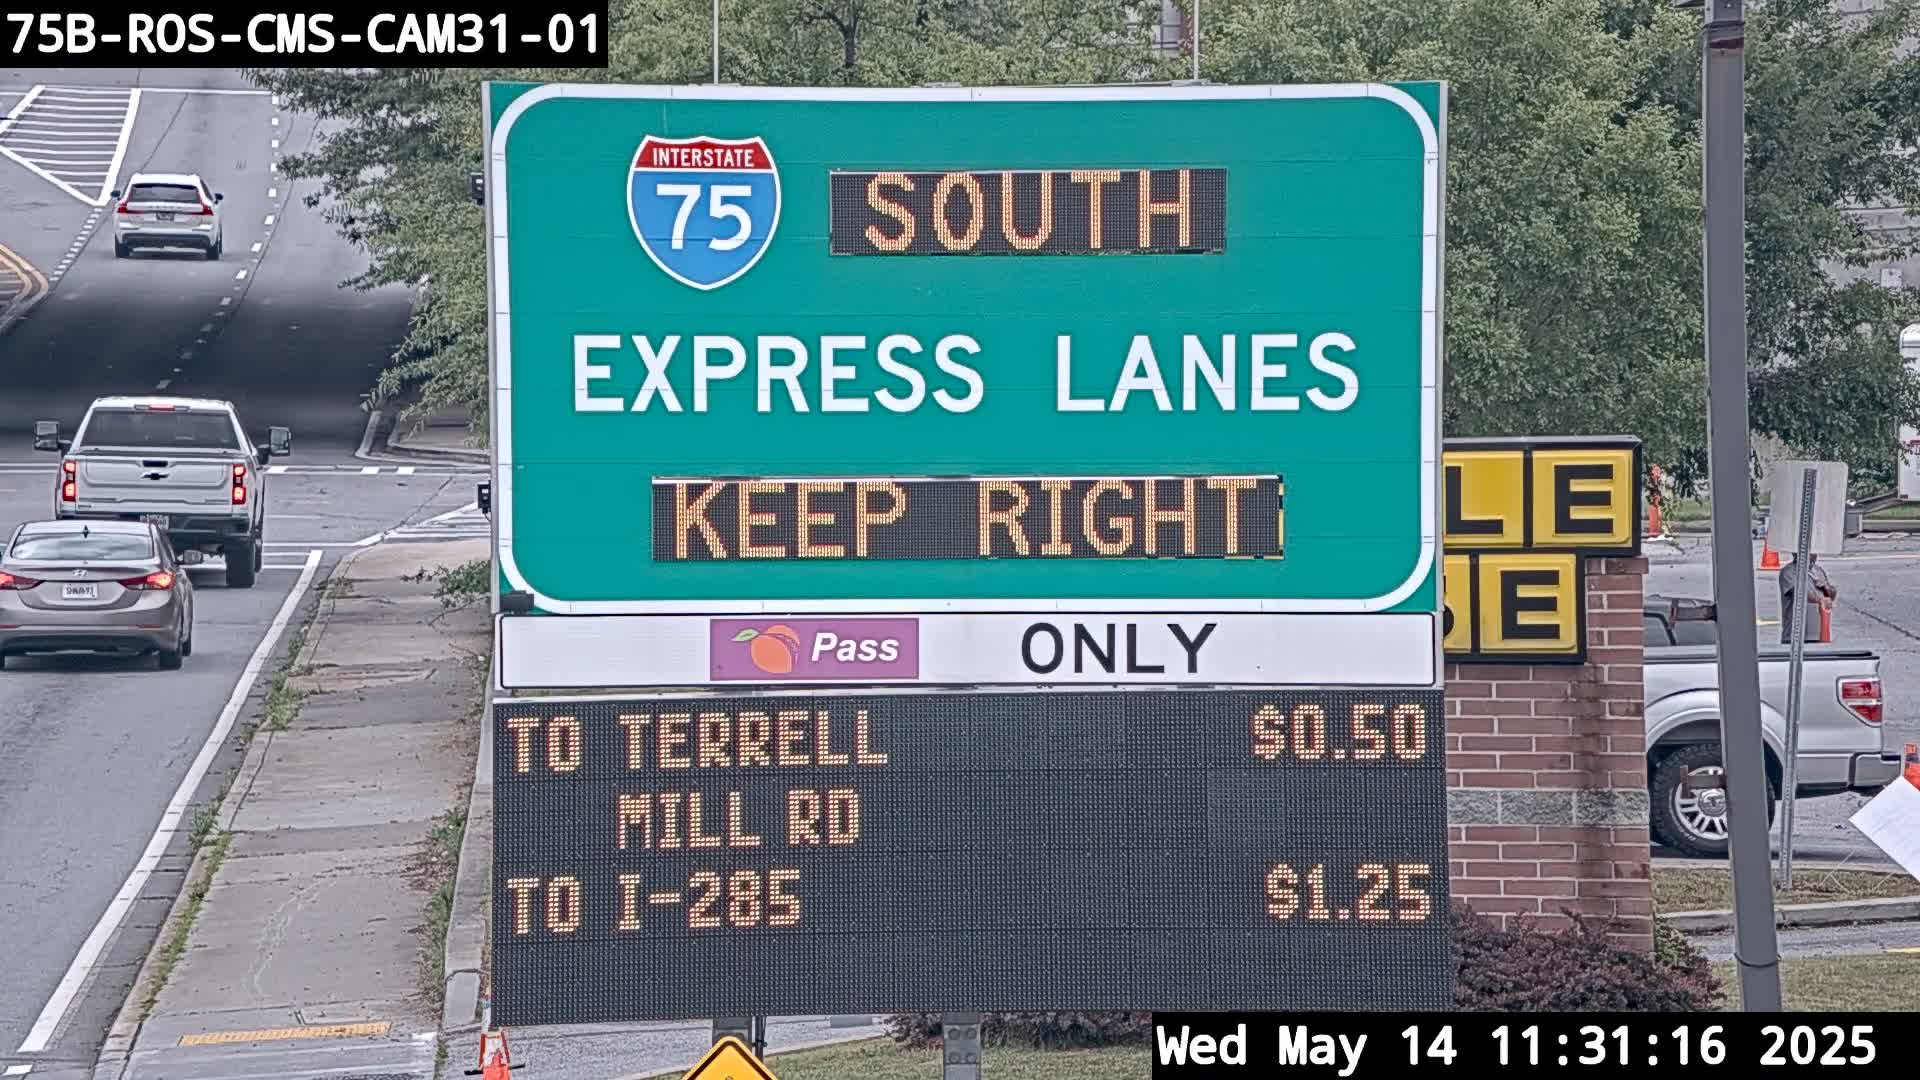 75B-ROS-CMS-CAM31-01
INTERSTATE
75
SOUTH
EXPRESS LANES
KEEP RIGHT
Pass ONLY
TO TERRELL $0.50
MILL RD
TO I-285 $1.25
LE
E
Wed May 14 11:31:16 2025